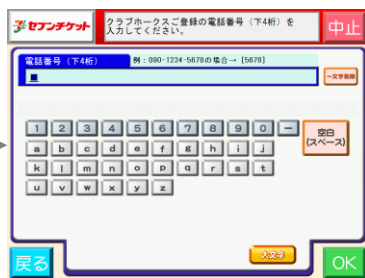 セブンチケット
クラブホークスご登録の電話番号（下4桁）を
入力してください。
中止
電話番号（下4桁）
例：090-1234-5678の場合→［5678］
一文字削除
1 2 3 4 5 6 7 8 9 0 −
空白
(スペース)
a b c d e f g h i j
k l m n o p q r s t
u v w x y z
戻る
大文字
OK